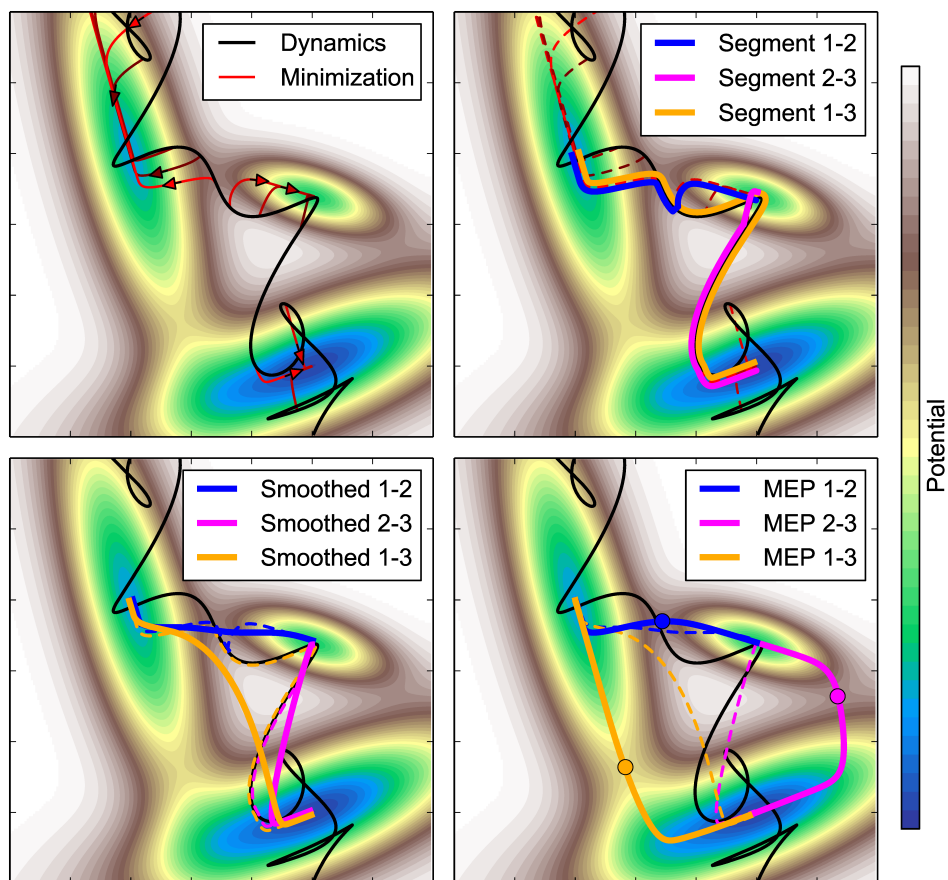 Dynamics
Minimization
Segment 1-2
Segment 2-3
Segment 1-3
Smoothed 1-2
Smoothed 2-3
Smoothed 1-3
MEP 1-2
MEP 2-3
MEP 1-3
Potential